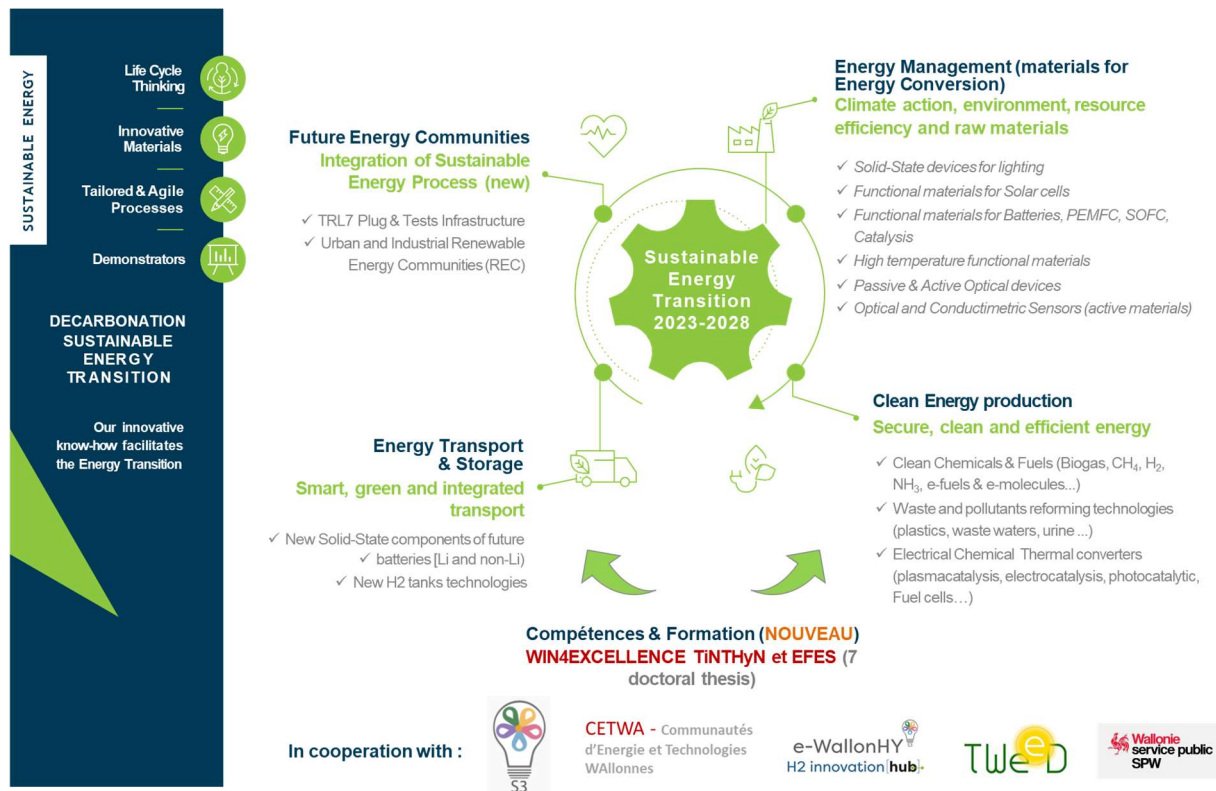 SUSTAINABLE ENERGY
Life Cycle
Thinking
Innovative
Materials
Tailored & Agile
Processes
Demonstrators
DECARBONATION
SUSTAINABLE
ENERGY
TRANSITION
Our innovative
know-how facilitates
the Energy Transition
Future Energy Communities
Integration of Sustainable
Energy Process (new)
✓ TRL7 Plug & Tests Infrastructure
✓ Urban and Industrial Renewable
Energy Communities (REC)
Energy Management (materials for
Energy Conversion)
Climate action, environment, resource
efficiency and raw materials
✓ Solid-State devices for lighting
✓ Functional materials for Solar cells
✓ Functional materials for Batteries, PEMFC, SOFC,
Catalysis
✓ High temperature functional materials
✓ Passive & Active Optical devices
✓ Optical and Conductimetric Sensors (active materials)
Sustainable
Energy
Transition
2023-2028
Energy Transport
& Storage
Smart, green and integrated
transport
✓ New Solid-State components of future
✓ batteries [Li and non-Li)
✓ New H2 tanks technologies
Clean Energy production
Secure, clean and efficient energy
✓ Clean Chemicals & Fuels (Biogas, CH₄, H₂,
NH₃, e-fuels & e-molecules...)
✓ Waste and pollutants reforming technologies
(plastics, waste waters, urine ...)
✓ Electrical Chemical Thermal converters
(plasmacatalysis, electrocatalysis, photocatalytic,
Fuel cells…)
Compétences & Formation (NOUVEAU)
WIN4EXCELLENCE TiNTHyN et EFES (7
doctoral thesis)
In cooperation with :
S3
CETWA - Communautés
d'Energie et Technologies
WAllonnes
e-WallonHY
H2 innovation[hub]
TWeeD
Wallonie
service public
SPW